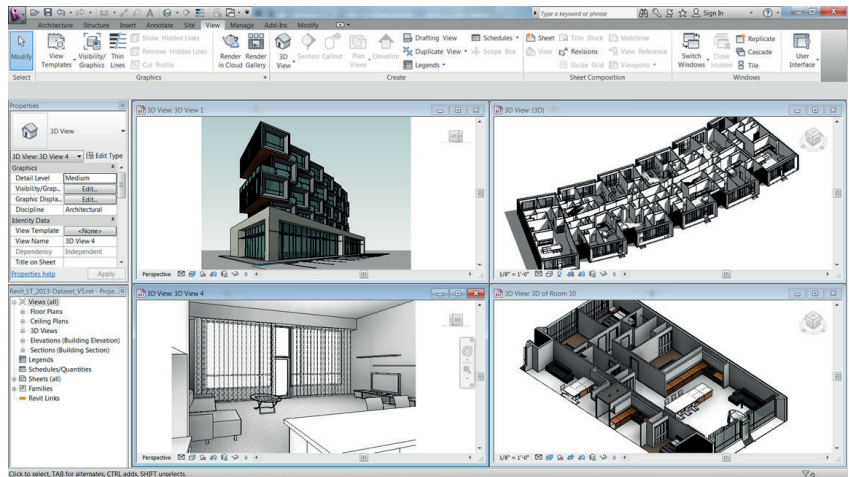 Type a keyword or phrase
Sign In
Architecture Structure Insert Annotate Site View Manage Add-Ins Modify
Modify
View Templates
Visibility/ Graphics
Thin Lines
Show Hidden Lines
Remove Hidden Lines
Cut Profile
Render in Cloud
Render Gallery
3D View
Section
Callout
Plan Views
Elevation
Drafting View
Duplicate View
Legends
Schedules
Scope Box
Sheet
View
Title Block
Revisions
Guide Grid
Matchline
View Reference
Viewports
Switch Windows
Close Hidden
Replicate
Cascade
Tile
User Interface
Select Graphics Create Sheet Composition Windows
Properties
3D View
3D View: 3D View 4 Edit Type
Graphics
Detail Level Medium
Visibility/Grap... Edit...
Graphic Displa... Edit...
Discipline Architectural
Identity Data
View Template <None>
View Name 3D View 4
Dependency Independent
Title on Sheet
Properties help Apply
Revit_LT_2013-Dataset_V5.rvt - Proje...
Views (all)
Floor Plans
Ceiling Plans
3D Views
Elevations (Building Elevation)
Sections (Building Section)
Legends
Schedules/Quantities
Sheets (all)
Families
Revit Links
3D View: 3D View 1
Perspective
3D View: {3D}
1/8" = 1'-0"
3D View: 3D View 4
Perspective
3D View: 3D of Room 10
1/8" = 1'-0"
Click to select, TAB for alternates, CTRL adds, SHIFT unselects.